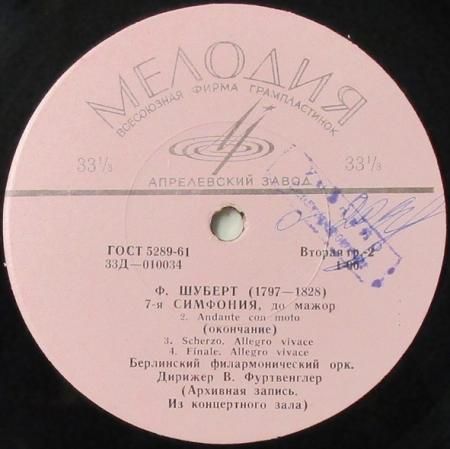 МЕЛОДИЯ
ВСЕСОЮЗНАЯ ФИРМА ГРАМПЛАСТИНОК
33⅓ 33⅓
АПРЕЛЕВСКИЙ ЗАВОД
ГОСТ 5289-61 Вторая гр.-2
33Д—010034 1-00.
Ф. ШУБЕРТ (1797—1828)
7-я СИМФОНИЯ, до мажор
2. Andante con moto
(окончание)
3. Scherzo. Allegro vivace
4. Finale. Allegro vivace
Берлинский филармонический орк.
Дирижер В. Фуртвенглер
(Архивная запись.
Из концертного зала)